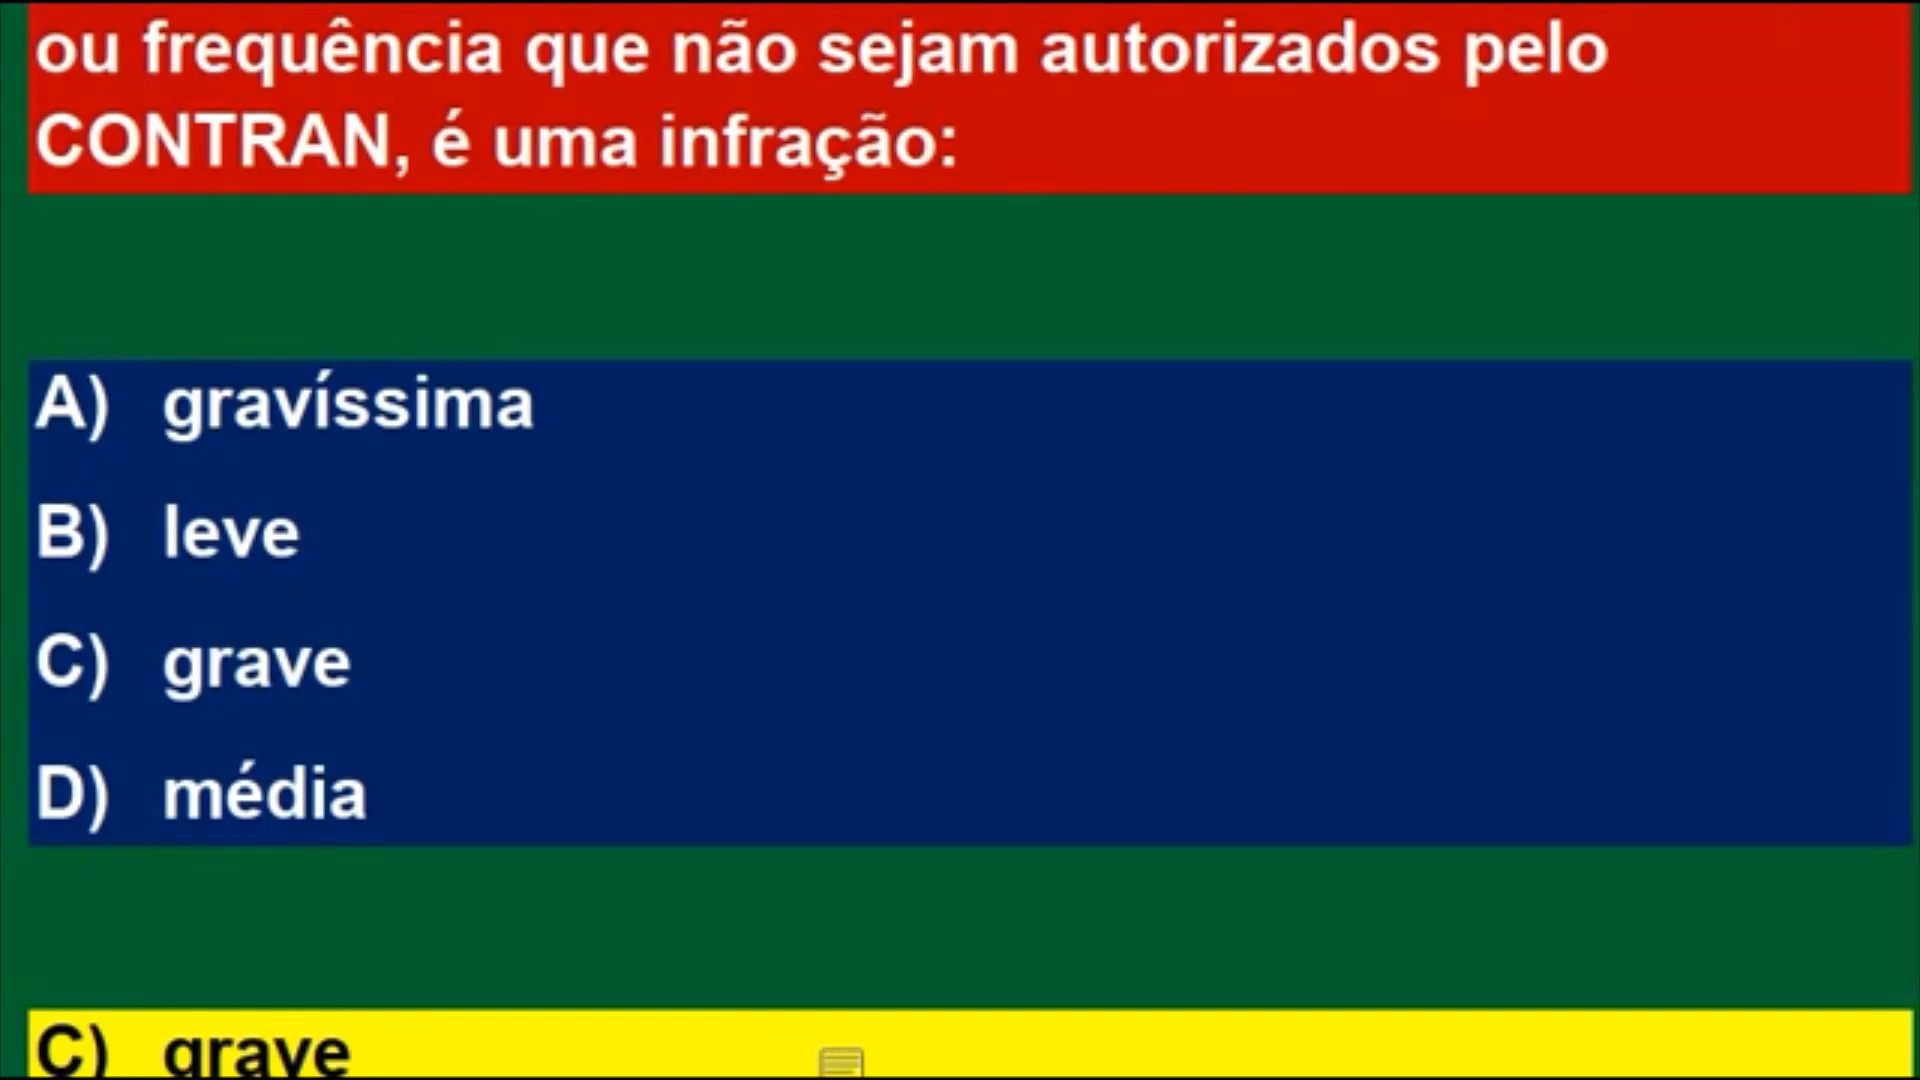 ou frequência que não sejam autorizados pelo
CONTRAN, é uma infração:
A) gravíssima
B) leve
C) grave
D) média
C) grave